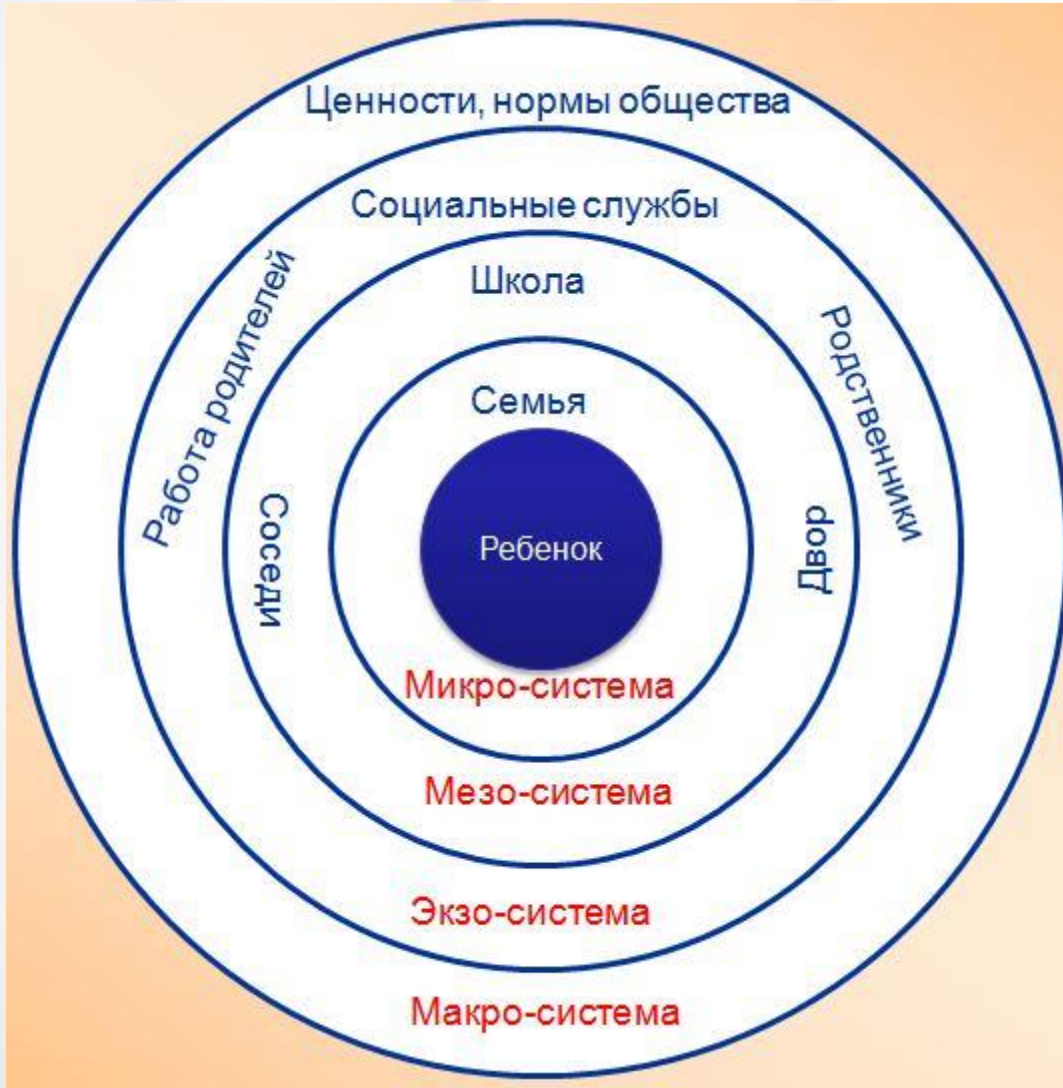 Ценности, нормы общества
Социальные службы
Работа родителей
Родственники
Школа
Соседи
Двор
Семья
Ребенок
Микро-система
Мезо-система
Экзо-система
Макро-система